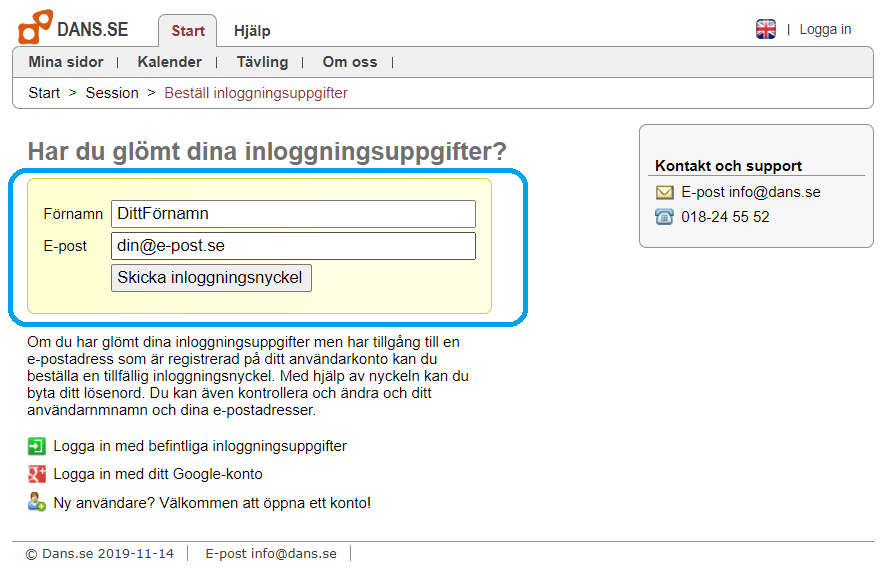 DANS.SE
Start
Hjälp
| Logga in
Mina sidor | Kalender | Tävling | Om oss |
Start > Session > Beställ inloggningsuppgifter
Har du glömt dina inloggningsuppgifter?
Förnamn DittFörnamn
E-post din@e-post.se
Skicka inloggningsnyckel
Om du har glömt dina inloggningsuppgifter men har tillgång till en
e-postadress som är registrerad på ditt användarkonto kan du
beställa en tillfällig inloggningsnyckel. Med hjälp av nyckeln kan du
byta ditt lösenord. Du kan även kontrollera och ändra och ditt
användarnmnamn och dina e-postadresser.
Logga in med befintliga inloggningsuppgifter
Logga in med ditt Google-konto
Ny användare? Välkommen att öppna ett konto!
Kontakt och support
E-post info@dans.se
018-24 55 52
© Dans.se 2019-11-14 | E-post info@dans.se |